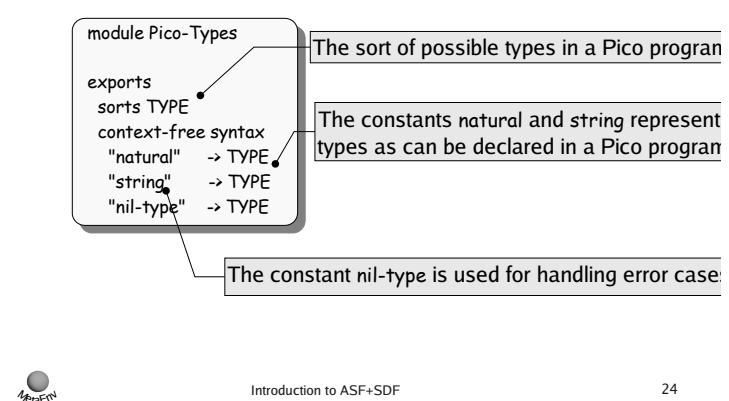 module Pico-Types
exports
sorts TYPE
context-free syntax
"natural" -> TYPE
"string" -> TYPE
"nil-type" -> TYPE
The sort of possible types in a Pico progran
The constants natural and string represent
types as can be declared in a Pico progran
The constant nil-type is used for handling error case
MetaEnv
Introduction to ASF+SDF
24